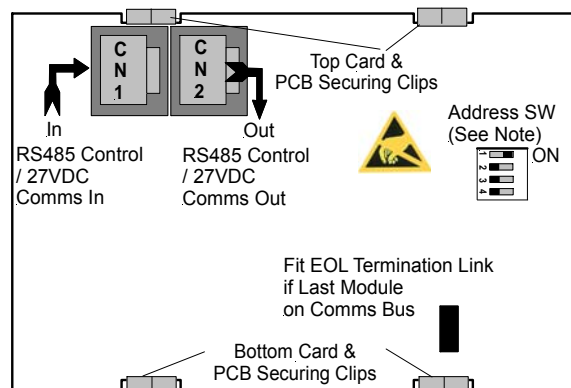 C
N
1
C
N
2
Top Card &
PCB Securing Clips
In
RS485 Control
/ 27VDC
Comms In
Out
RS485 Control
/ 27VDC
Comms Out
Address SW
(See Note)
ON
1
2
3
4
Fit EOL Termination Link
if Last Module
on Comms Bus
Bottom Card &
PCB Securing Clips